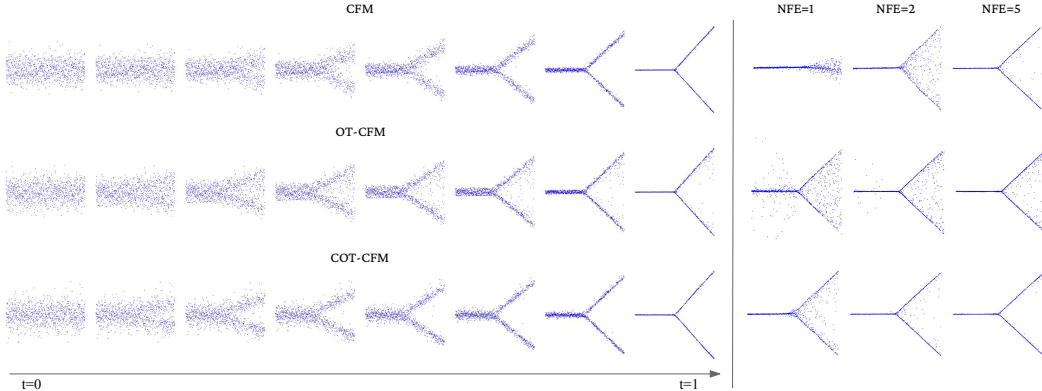 CFM
NFE=1 NFE=2 NFE=5
OT-CFM
COT-CFM
t=0 t=1